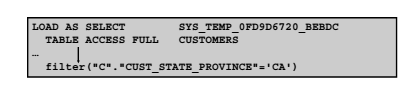 LOAD AS SELECT SYS_TEMP_0FD9D6720_BEBDC
TABLE ACCESS FULL CUSTOMERS
…
filter("C"."CUST_STATE_PROVINCE"='CA')